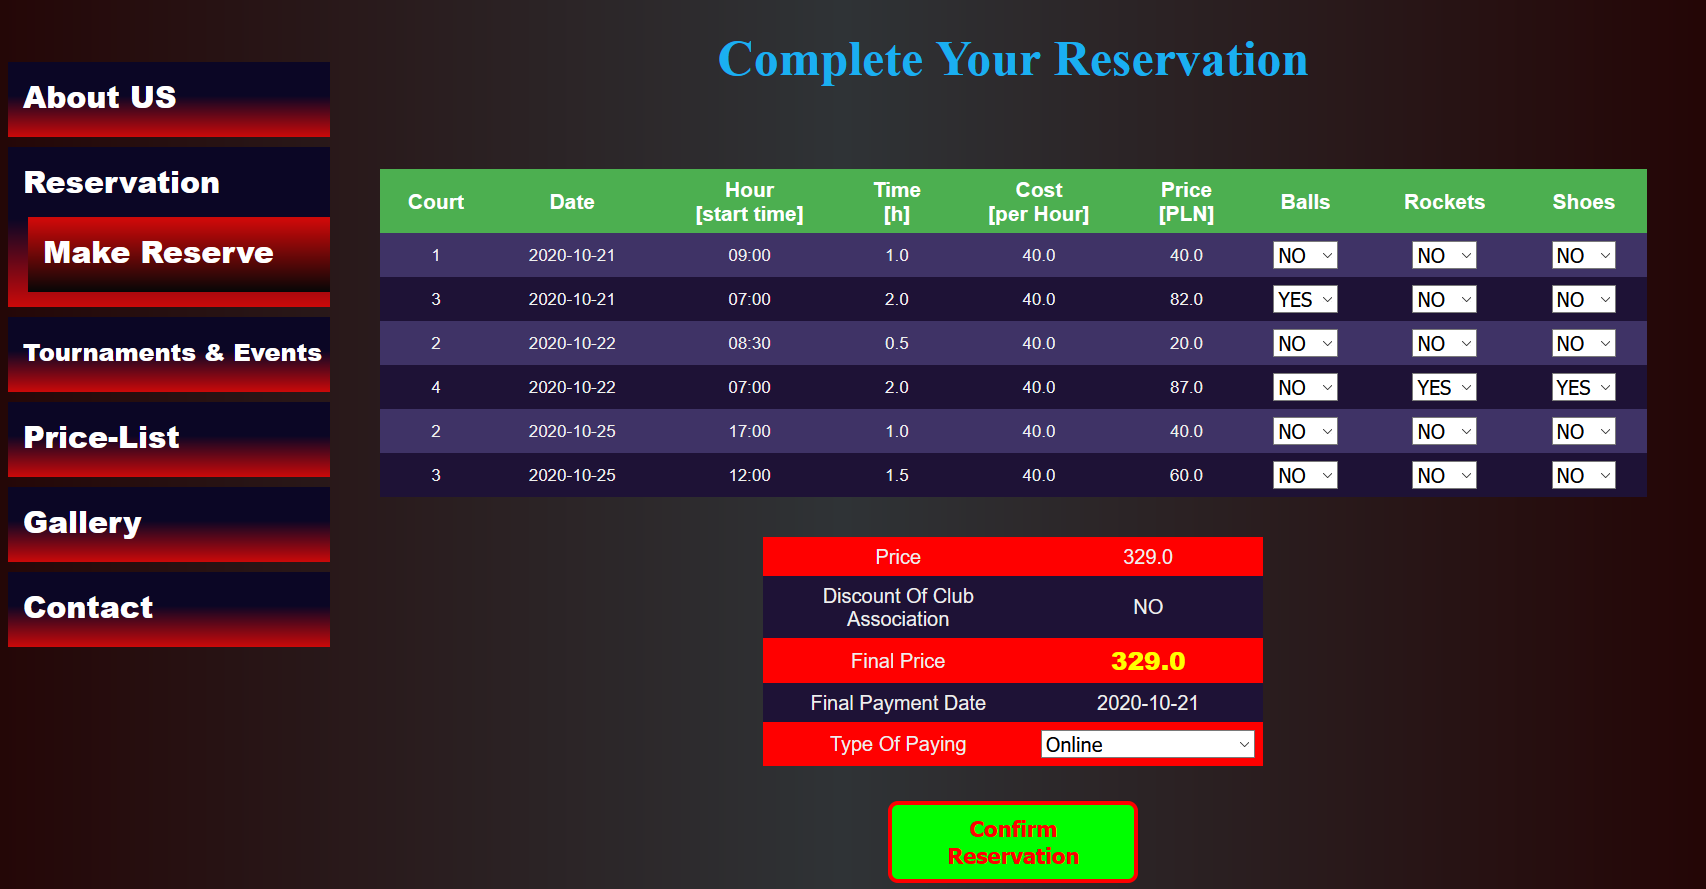 Complete Your Reservation
About US
Reservation
Make Reserve
Tournaments & Events
Price-List
Gallery
Contact
Court Date Hour [start time] Time [h] Cost [per Hour] Price [PLN] Balls Rockets Shoes
1 2020-10-21 09:00 1.0 40.0 40.0 NO NO NO
3 2020-10-21 07:00 2.0 40.0 82.0 YES NO NO
2 2020-10-22 08:30 0.5 40.0 20.0 NO NO NO
4 2020-10-22 07:00 2.0 40.0 87.0 NO YES YES
2 2020-10-25 17:00 1.0 40.0 40.0 NO NO NO
3 2020-10-25 12:00 1.5 40.0 60.0 NO NO NO
Price 329.0
Discount Of Club Association NO
Final Price 329.0
Final Payment Date 2020-10-21
Type Of Paying Online
Confirm
Reservation